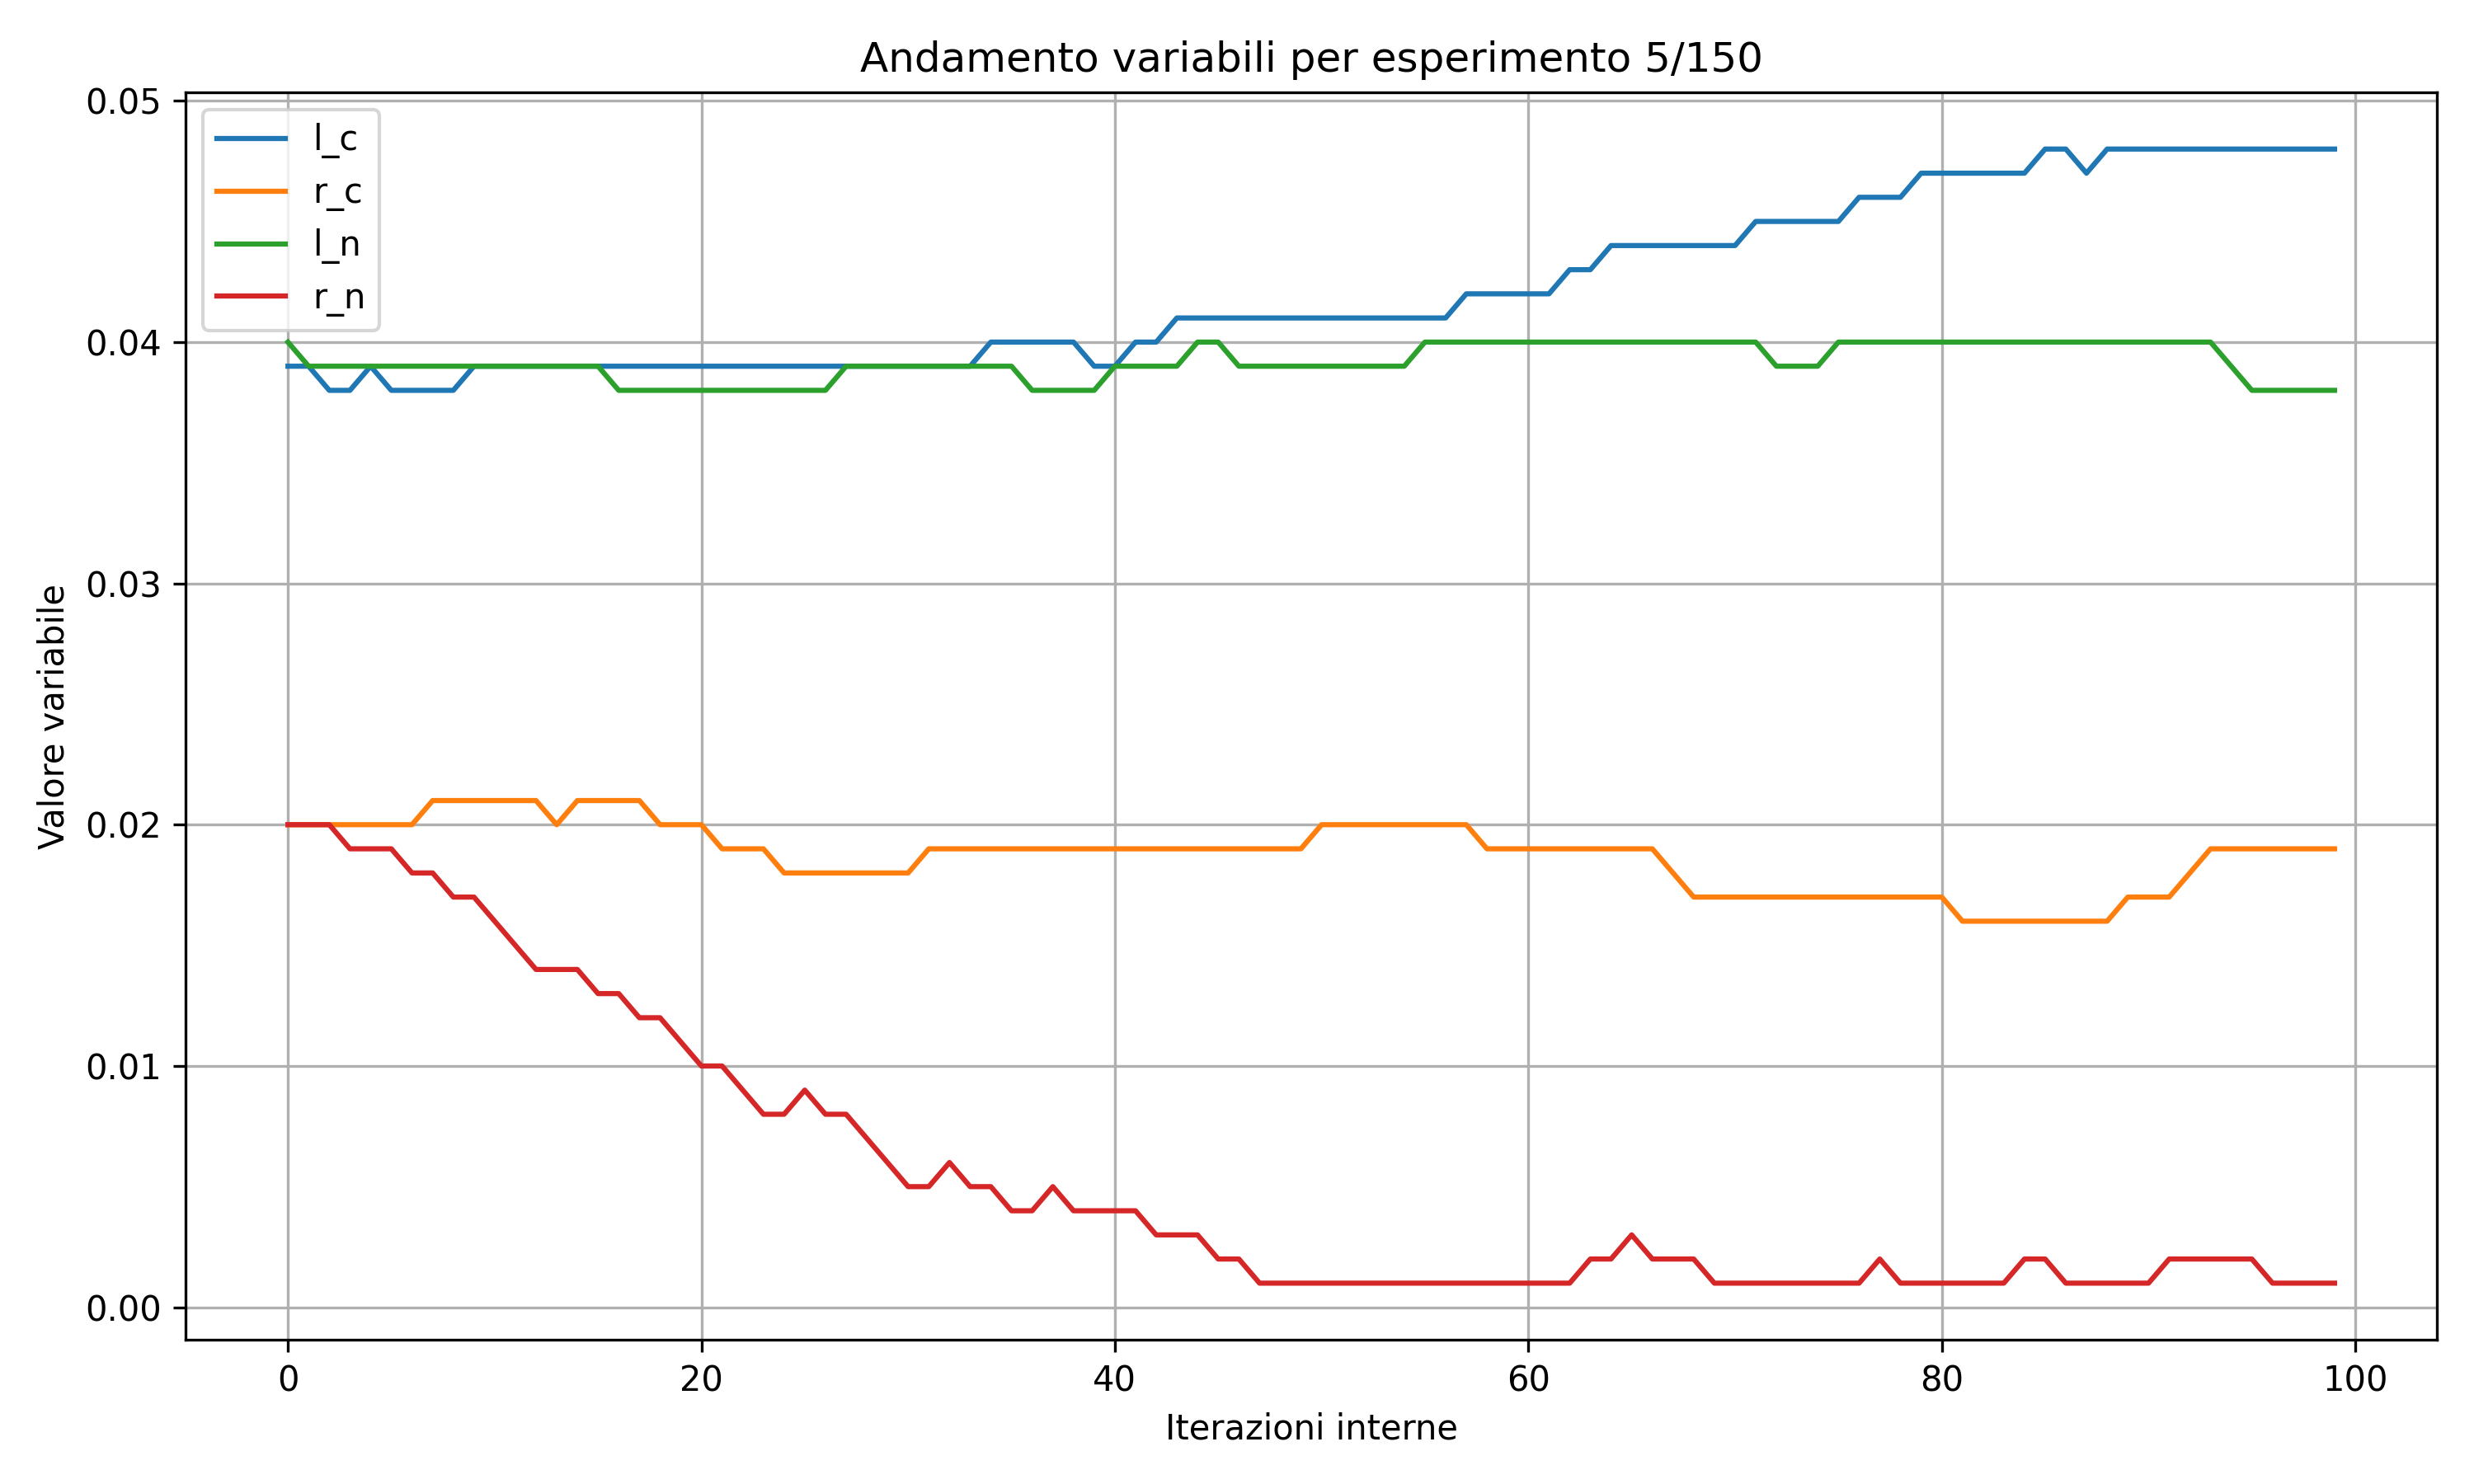 Andamento variabili per esperimento 5/150
l_c
r_c
l_n
r_n
Valore variabile
0.05
0.04
0.03
0.02
0.01
0.00
0 20 40 60 80 100
Iterazioni interne